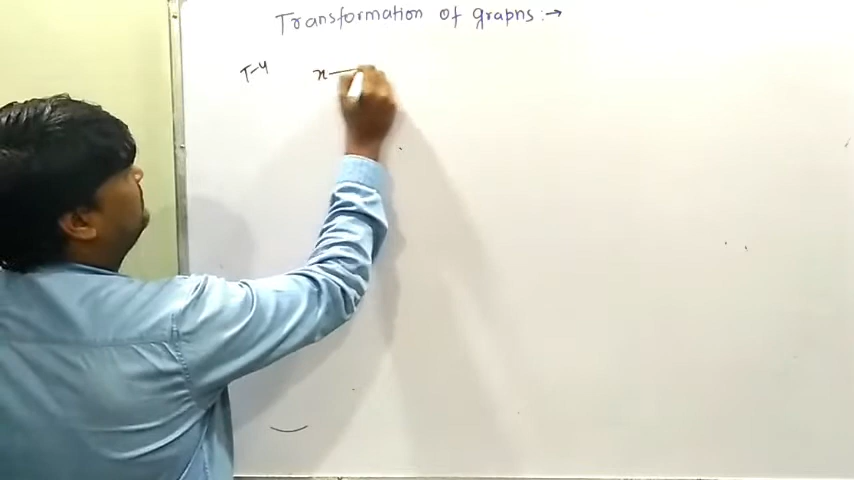 Transformation of graphs :→
T-4 x—